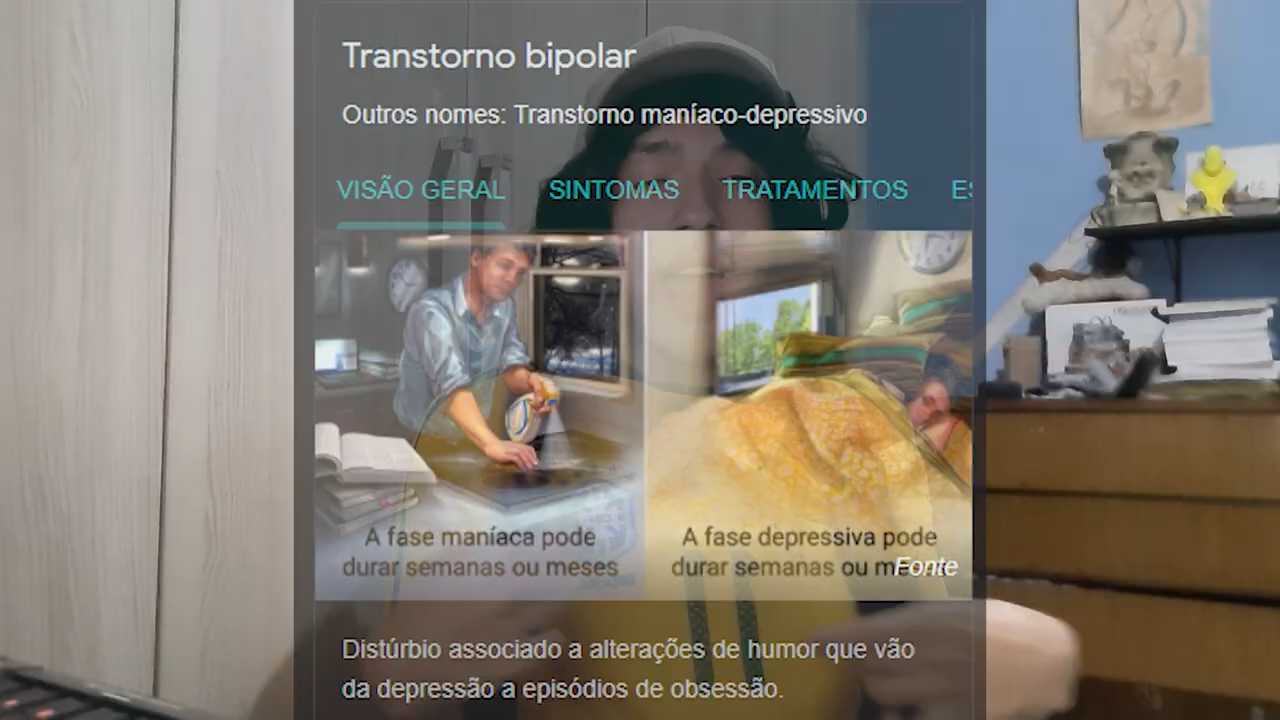 Transtorno bipolar
Outros nomes: Transtorno maníaco-depressivo
VISÃO GERAL SINTOMAS TRATAMENTOS
A fase maníaca pode
durar semanas ou meses
A fase depressiva pode
durar semanas ou meses
Fonte
Distúrbio associado a alterações de humor que vão
da depressão a episódios de obsessão.